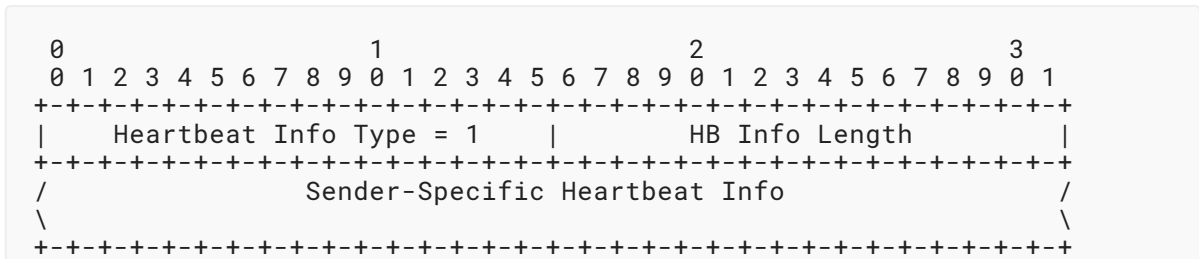 0                   1                   2                   3
 0 1 2 3 4 5 6 7 8 9 0 1 2 3 4 5 6 7 8 9 0 1 2 3 4 5 6 7 8 9 0 1
+-+-+-+-+-+-+-+-+-+-+-+-+-+-+-+-+-+-+-+-+-+-+-+-+-+-+-+-+-+-+-+-+
|    Heartbeat Info Type = 1    |        HB Info Length         |
+-+-+-+-+-+-+-+-+-+-+-+-+-+-+-+-+-+-+-+-+-+-+-+-+-+-+-+-+-+-+-+-+
/                Sender-Specific Heartbeat Info                 /
\                                                               \
+-+-+-+-+-+-+-+-+-+-+-+-+-+-+-+-+-+-+-+-+-+-+-+-+-+-+-+-+-+-+-+-+